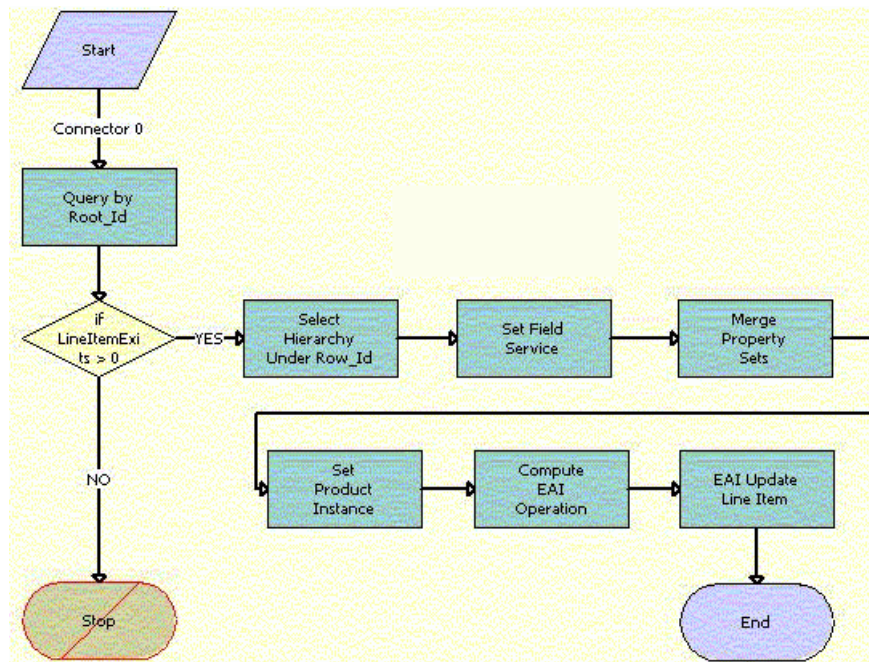 Start
Connector 0
Query by
Root_Id
if
LineItemExi
ts > 0
YES
Select
Hierarchy
Under Row_Id
Set Field
Service
Merge
Property
Sets
Set
Product
Instance
Compute
EAI
Operation
EAI Update
Line Item
NO
Stop
End